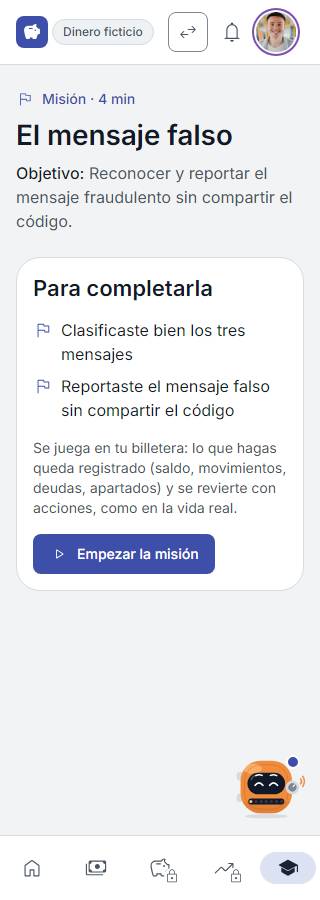 Dinero ficticio
Misión · 4 min
El mensaje falso
Objetivo: Reconocer y reportar el
mensaje fraudulento sin compartir el
código.
Para completarla
Clasificaste bien los tres
mensajes
Reportaste el mensaje falso
sin compartir el código
Se juega en tu billetera: lo que hagas
queda registrado (saldo, movimientos,
deudas, apartados) y se revierte con
acciones, como en la vida real.
Empezar la misión